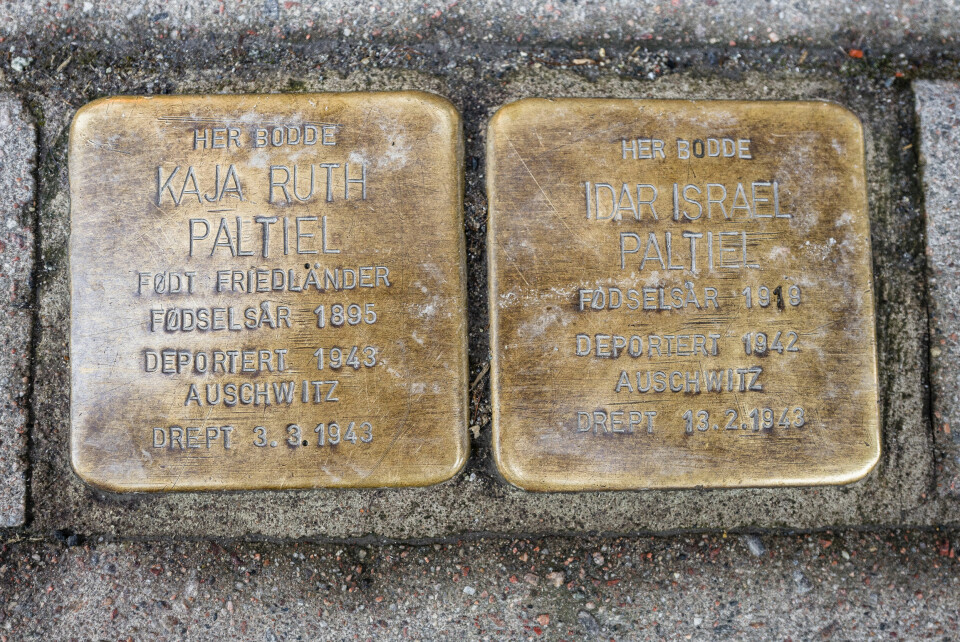 HER BODDE
KAJA RUTH
PALTIEL
FØDT FRIEDLÄNDER
FØDSELSÅR 1895
DEPORTERT 1943
AUSCHWITZ
DREPT 3.3.1943
HER BODDE
IDAR ISRAEL
PALTIEL
FØDSELSÅR 1919
DEPORTERT 1942
AUSCHWITZ
DREPT 13.2.1943